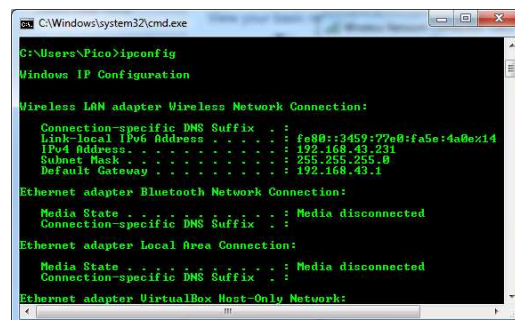 View your basic
C:\Windows\system32\cmd.exe
C:\Users\Pico>ipconfig
Windows IP Configuration
Wireless LAN adapter Wireless Network Connection:
Connection-specific DNS Suffix  . :
Link-local IPv6 Address . . . . . : fe80::3459:77e0:fa5e:4a0e%14
IPv4 Address. . . . . . . . . . . : 192.168.43.231
Subnet Mask . . . . . . . . . . . : 255.255.255.0
Default Gateway . . . . . . . . . : 192.168.43.1
Ethernet adapter Bluetooth Network Connection:
Media State . . . . . . . . . . . : Media disconnected
Connection-specific DNS Suffix  . :
Ethernet adapter Local Area Connection:
Media State . . . . . . . . . . . : Media disconnected
Connection-specific DNS Suffix  . :
Ethernet adapter VirtualBox Host-Only Network: